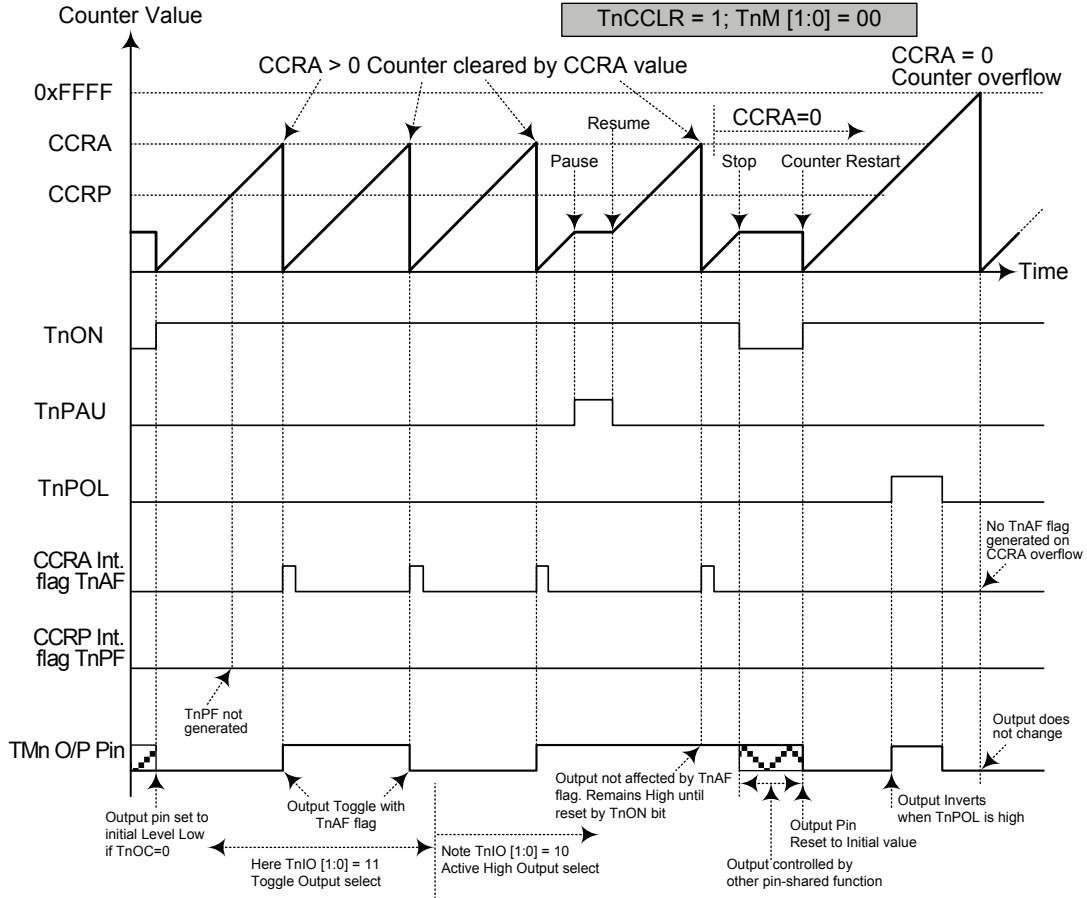 Counter Value
TnCCLR = 1; TnM [1:0] = 00
CCRA > 0 Counter cleared by CCRA value
CCRA = 0
Counter overflow
0xFFFF
CCRA
CCRP
Resume
CCRA=0
Pause
Stop
Counter Restart
Time
TnON
TnPAU
TnPOL
No TnAF flag
generated on
CCRA overflow
CCRA Int.
flag TnAF
CCRP Int.
flag TnPF
TnPF not
generated
TMn O/P Pin
Output does
not change
Output pin set to
initial Level Low
if TnOC=0
Output Toggle with
TnAF flag
Output not affected by TnAF
flag. Remains High until
reset by TnON bit
Output Inverts
when TnPOL is high
Output Pin
Reset to Initial value
Here TnIO [1:0] = 11
Toggle Output select
Note TnIO [1:0] = 10
Active High Output select
Output controlled by
other pin-shared function